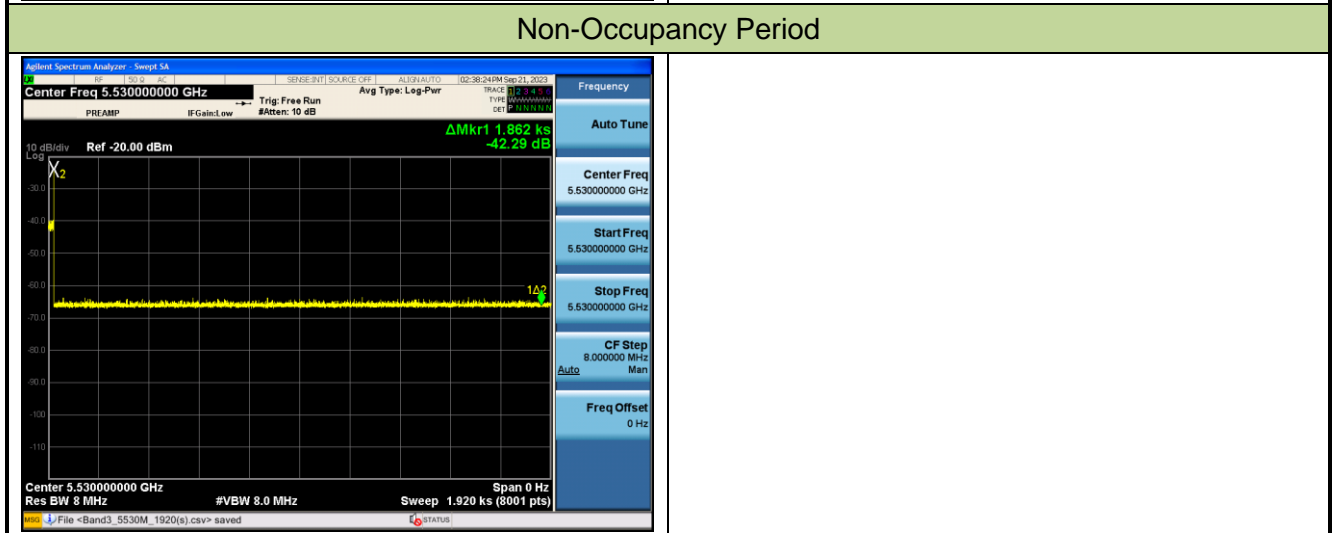 Non-Occupancy Period
Agilent Spectrum Analyzer - Swept SA
RF 50 Ω AC SENSE:INT SOURCE OFF ALIGN AUTO 02:38:24 PM Sep 21, 2023
Center Freq 5.530000000 GHz
PREAMP IFGain:Low
Trig: Free Run
#Atten: 10 dB
Avg Type: Log-Pwr
TRACE 1 2 3 4 5 6
TYPE
DET P N N N N N
ΔMkr1 1.862 ks
-42.29 dB
10 dB/div Ref -20.00 dBm
Log
X2
-30.0
-40.0
-50.0
-60.0
1Δ2
-70.0
-80.0
-90.0
-100
-110
Center 5.530000000 GHz Span 0 Hz
Res BW 8 MHz #VBW 8.0 MHz Sweep 1.920 ks (8001 pts)
MSG File <Band3_5530M_1920(s).csv> saved STATUS
Frequency
Auto Tune
Center Freq
5.530000000 GHz
Start Freq
5.530000000 GHz
Stop Freq
5.530000000 GHz
CF Step
8.000000 MHz
Auto Man
Freq Offset
0 Hz